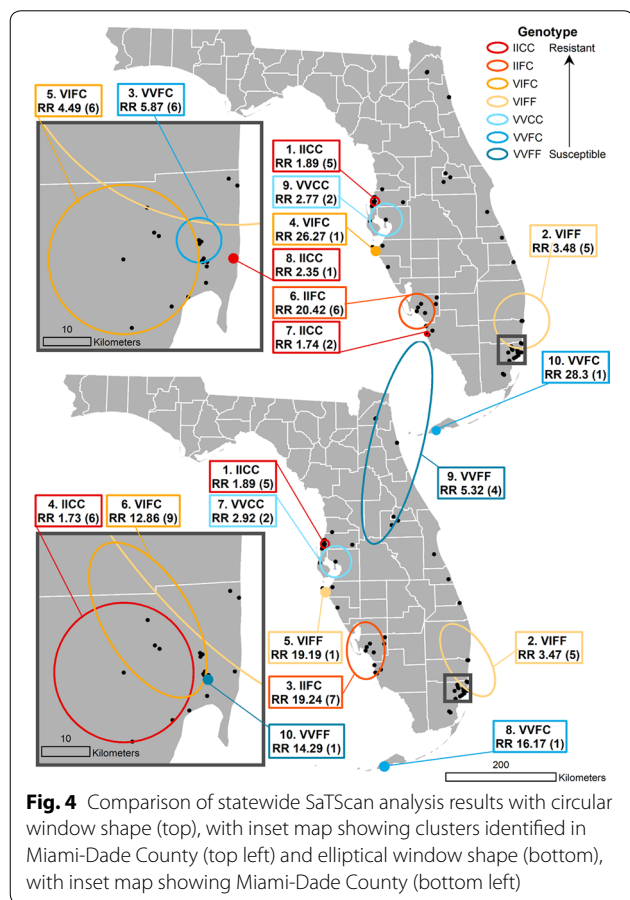 Genotype
IICC
IIFC
VIFC
VIFF
VVCC
VVFC
VVFF
Resistant
Susceptible
5. VIFC
RR 4.49 (6)
3. VVFC
RR 5.87 (6)
10
Kilometers
1. IICC
RR 1.89 (5)
9. VVCC
RR 2.77 (2)
4. VIFC
RR 26.27 (1)
8. IICC
RR 2.35 (1)
6. IIFC
RR 20.42 (6)
7. IICC
RR 1.74 (2)
2. VIFF
RR 3.48 (5)
10. VVFC
RR 28.3 (1)
1. IICC
RR 1.89 (5)
7. VVCC
RR 2.92 (2)
9. VVFF
RR 5.32 (4)
4. IICC
RR 1.73 (6)
6. VIFC
RR 12.86 (9)
10
Kilometers
5. VIFF
RR 19.19 (1)
3. IIFC
RR 19.24 (7)
2. VIFF
RR 3.47 (5)
10. VVFF
RR 14.29 (1)
8. VVFC
RR 16.17 (1)
200
Kilometers
Fig. 4 Comparison of statewide SaTScan analysis results with circular
window shape (top), with inset map showing clusters identified in
Miami-Dade County (top left) and elliptical window shape (bottom),
with inset map showing Miami-Dade County (bottom left)